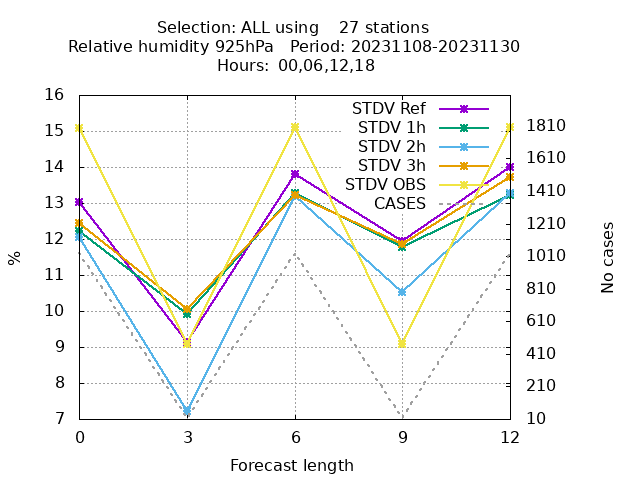 Selection: ALL using    27 stations
Relative humidity 925hPa   Period: 20231108-20231130
Hours:  00,06,12,18
STDV Ref
STDV 1h
STDV 2h
STDV 3h
STDV OBS
CASES
16
15
14
13
12
11
10
9
8
7
%
1810
1610
1410
1210
1010
810
610
410
210
10
No cases
0 3 6 9 12
Forecast length